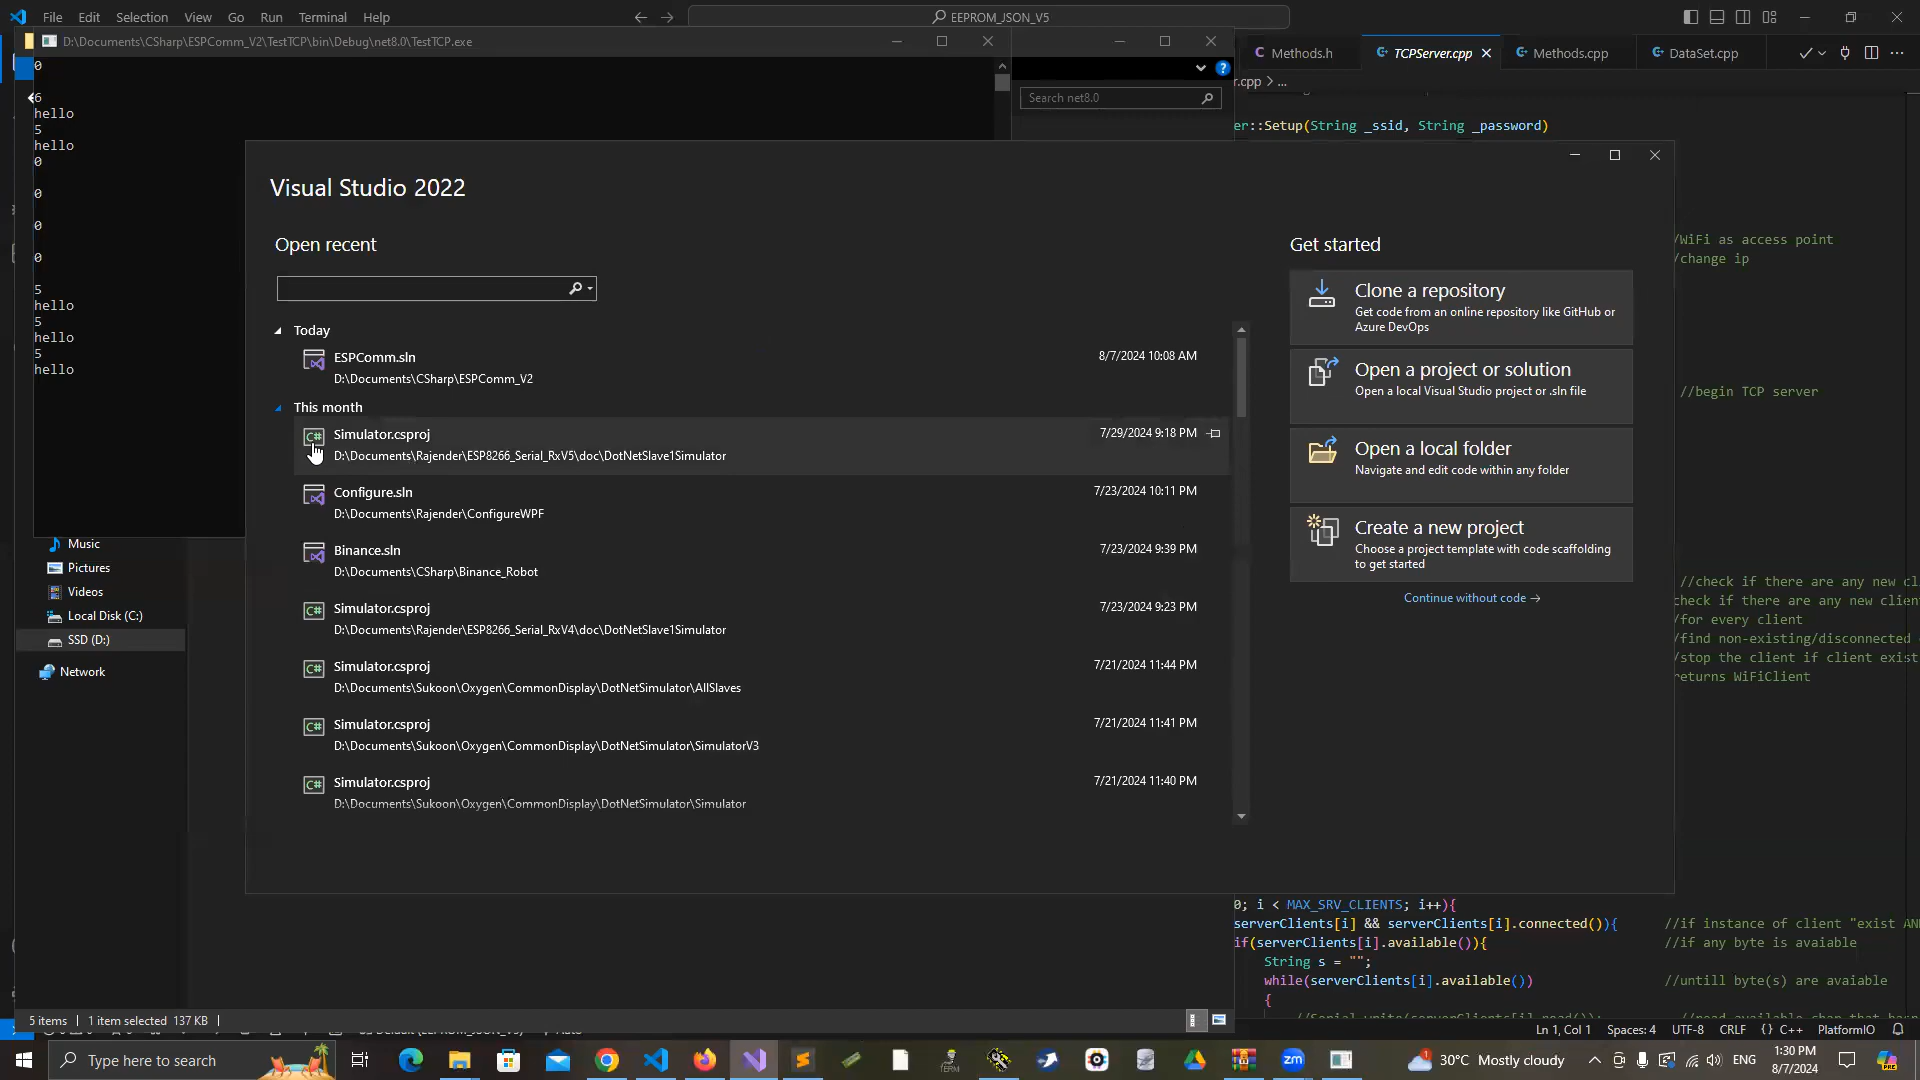 File Edit Selection View Go Run Terminal Help
EEPROM_JSON_V5
D:\Documents\CSharp\ESPComm_V2\TestTCP\bin\Debug\net8.0\TestTCP.exe
Methods.h
TCPServer.cpp
Methods.cpp
DataSet.cpp
0
6
hello
5
hello
0
0
0
0
5
hello
5
hello
5
hello
Search net8.0
r.cpp > ...
er::Setup(String _ssid, String _password)
Visual Studio 2022
Open recent
Today
ESPComm.sln
8/7/2024 10:08 AM
D:\Documents\CSharp\ESPComm_V2
This month
Simulator.csproj
7/29/2024 9:18 PM
D:\Documents\Rajender\ESP8266_Serial_RxV5\doc\DotNetSlave1Simulator
Configure.sln
7/23/2024 10:11 PM
D:\Documents\Rajender\ConfigureWPF
Binance.sln
7/23/2024 9:39 PM
D:\Documents\CSharp\Binance_Robot
Simulator.csproj
7/23/2024 9:23 PM
D:\Documents\Rajender\ESP8266_Serial_RxV4\doc\DotNetSlave1Simulator
Simulator.csproj
7/21/2024 11:44 PM
D:\Documents\Sukoon\Oxygen\CommonDisplay\DotNetSimulator\AllSlaves
Simulator.csproj
7/21/2024 11:41 PM
D:\Documents\Sukoon\Oxygen\CommonDisplay\DotNetSimulator\SimulatorV3
Simulator.csproj
7/21/2024 11:40 PM
D:\Documents\Sukoon\Oxygen\CommonDisplay\DotNetSimulator\Simulator
Get started
Clone a repository
Get code from an online repository like GitHub or
Azure DevOps
Open a project or solution
Open a local Visual Studio project or .sln file
Open a local folder
Navigate and edit code within any folder
Create a new project
Choose a project template with code scaffolding
to get started
Continue without code →
/WiFi as access point
/change ip
//begin TCP server
//check if there are any new cl
check if there are any new clien
/for every client
/find non-existing/disconnected
/stop the client if client exist
returns WiFiClient
Music
Pictures
Videos
Local Disk (C:)
SSD (D:)
Network
0; i < MAX_SRV_CLIENTS; i++){
serverClients[i] && serverClients[i].connected()){ //if instance of client "exist AN
if(serverClients[i].available()){ //if any byte is avaiable
String s = "";
while(serverClients[i].available()) //untill byte(s) are avaiable
{
5 items 1 item selected 137 KB
Ln 1, Col 1 Spaces: 4 UTF-8 CRLF {} C++ PlatformIO
Type here to search
TERM
zm
30°C Mostly cloudy
ENG
1:30 PM
8/7/2024
PRE